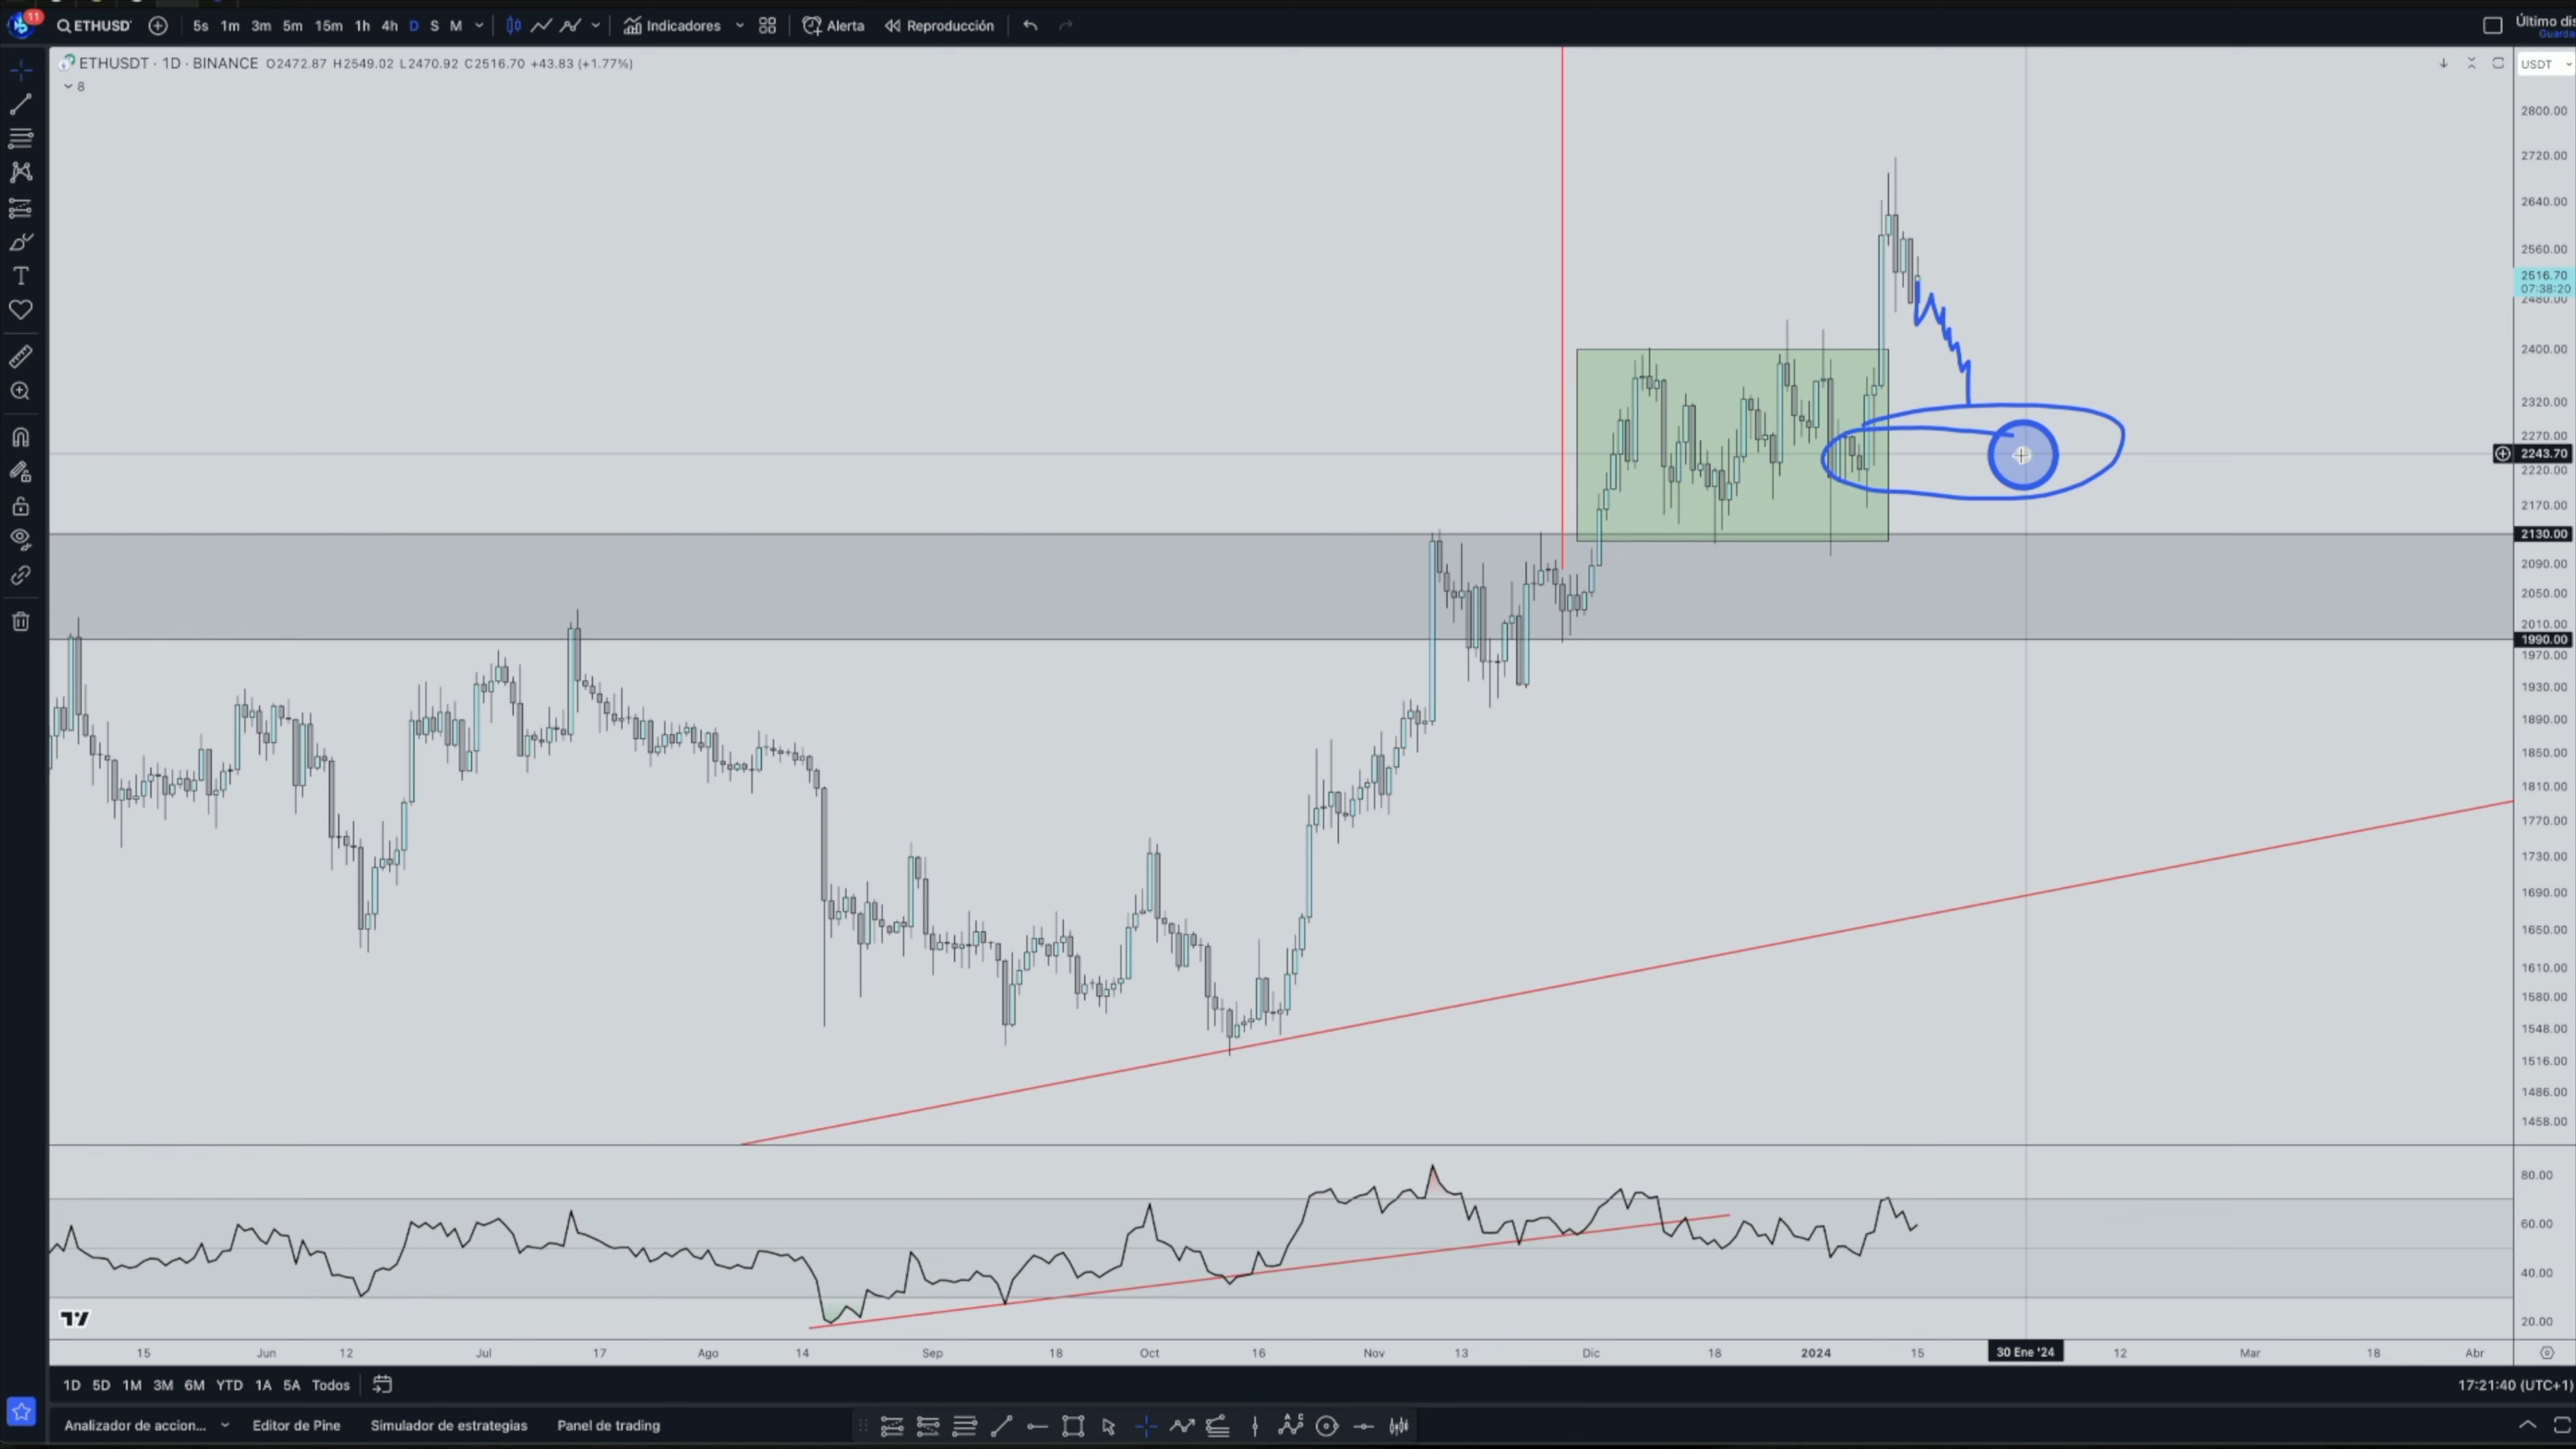 11
ETHUSDT
5s 1m 3m 5m 15m 1h 4h D S M
Indicadores
Alerta
Reproducción
Último dis
Guarda
ETHUSDT · 1D · BINANCE O2472.87 H2549.02 L2470.92 C2516.70 +43.83 (+1.77%)
8
USDT
2800.00
2720.00
2640.00
2560.00
2516.70
07:38:20
2480.00
2400.00
2320.00
2270.00
2243.70
2220.00
2170.00
2130.00
2090.00
2050.00
2010.00
1990.00
1970.00
1930.00
1890.00
1850.00
1810.00
1770.00
1730.00
1690.00
1650.00
1610.00
1580.00
1548.00
1516.00
1486.00
1458.00
80.00
60.00
40.00
20.00
15 Jun 12 Jul 17 Ago 14 Sep 18 Oct 16 Nov 13 Dic 18 2024 15 30 Ene '24 12 Mar 18 Abr
1D 5D 1M 3M 6M YTD 1A 5A Todos
17:21:40 (UTC+1)
Analizador de accion...
Editor de Pine
Simulador de estrategias
Panel de trading